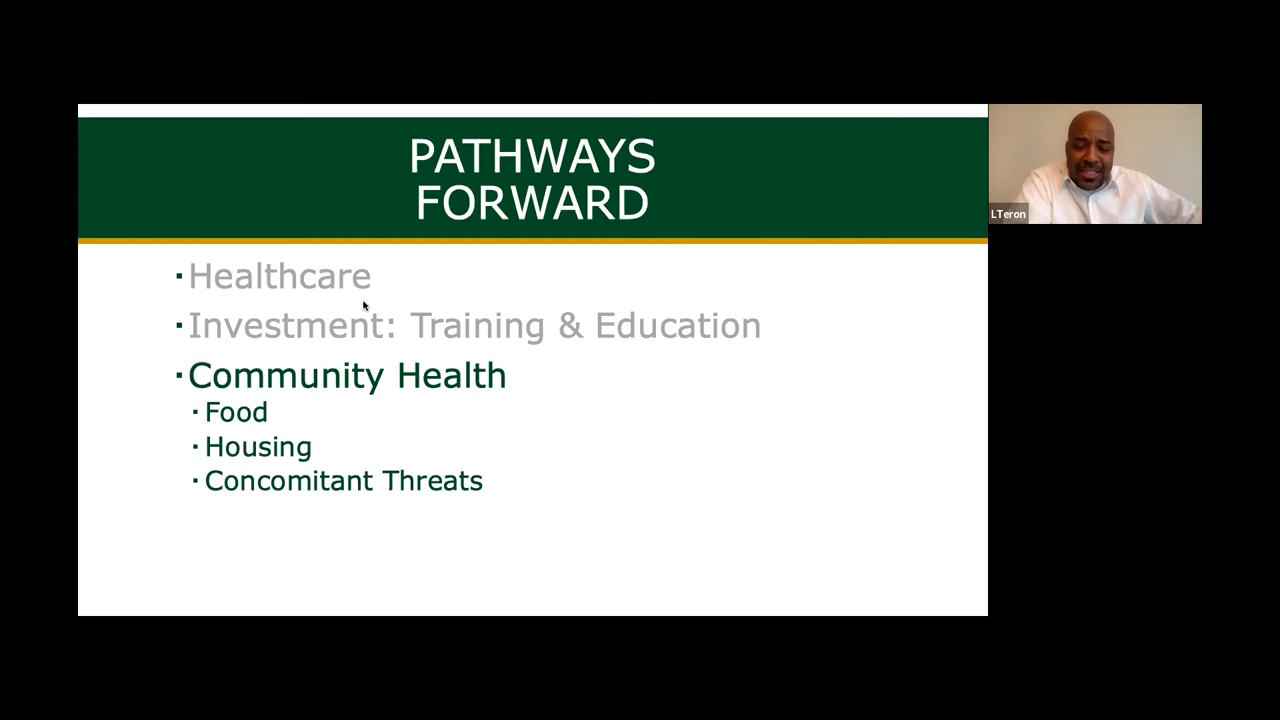 PATHWAYS
FORWARD
LTeron
▪Healthcare
▪Investment: Training & Education
▪Community Health
▪Food
▪Housing
▪Concomitant Threats